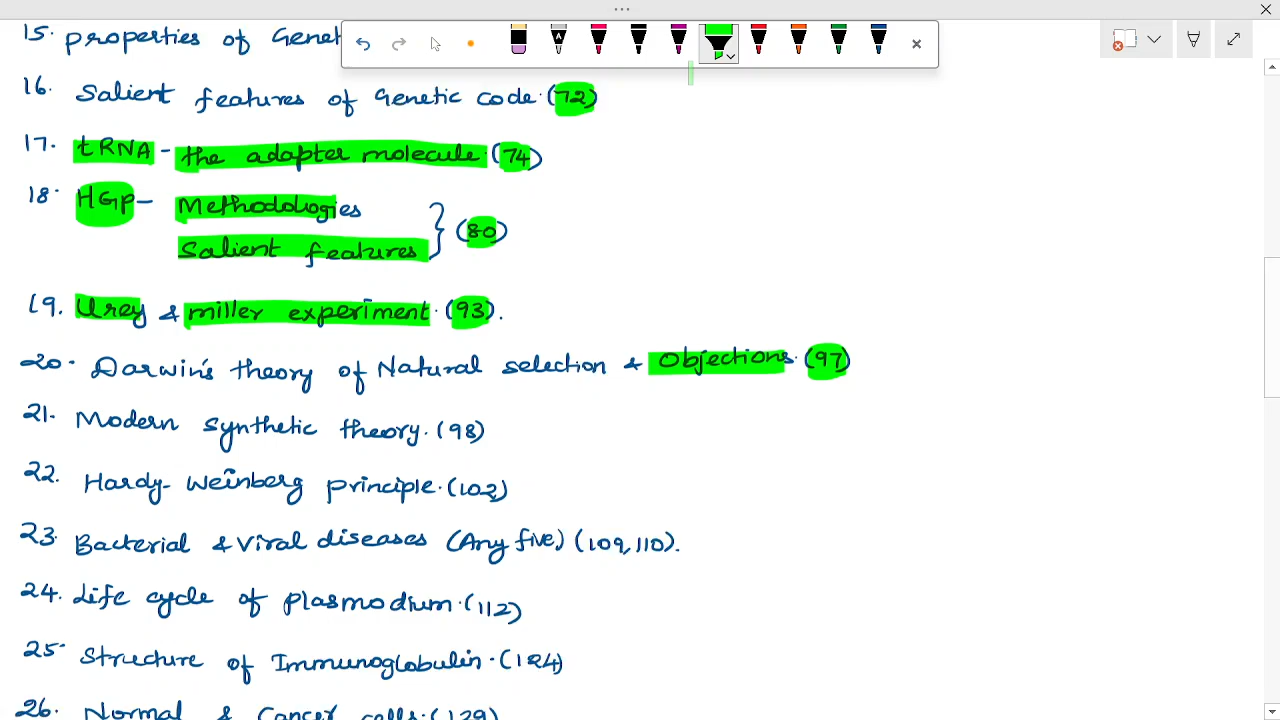 15. properties of Genet
16. Salient features of Genetic code. (72)
17. tRNA - the adapter molecule. (74)
18. HGP - Methodologies
Salient features } (80)
19. Urey & miller experiment. (93).
20. Darwin's theory of Natural selection & Objections. (97)
21. Modern synthetic theory. (98)
22. Hardy-Weinberg principle. (102)
23. Bacterial & Viral diseases (Any five) (109, 110).
24. Life cycle of plasmodium. (112)
25. Structure of Immunoglobulin. (124)
26. Normal & Cancer cells. (129)